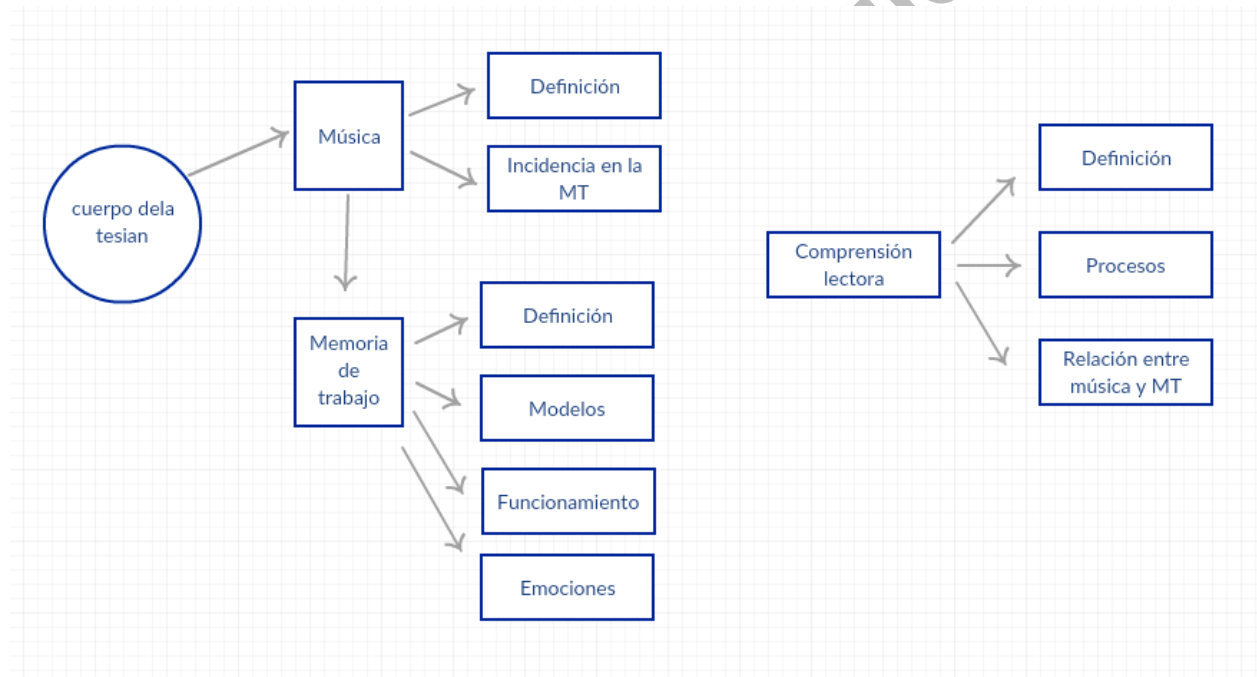 cuerpo dela
tesian
Música
Definición
Incidencia en la
MT
Memoria
de
trabajo
Definición
Modelos
Funcionamiento
Emociones
Comprensión
lectora
Definición
Procesos
Relación entre
música y MT